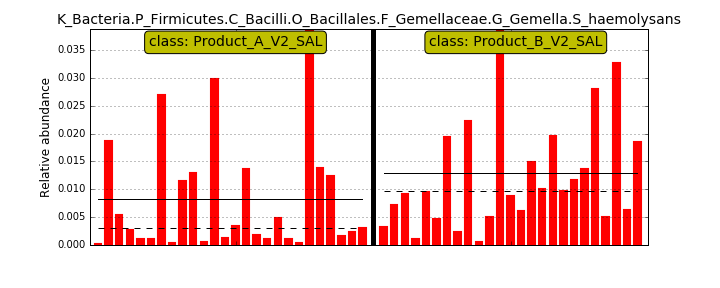 K_Bacteria.P_Firmicutes.C_Bacilli.O_Bacillales.F_Gemellaceae.G_Gemella.S_haemolysans
class: Product_A_V2_SAL
class: Product_B_V2_SAL
Relative abundance
0.035
0.030
0.025
0.020
0.015
0.010
0.005
0.000